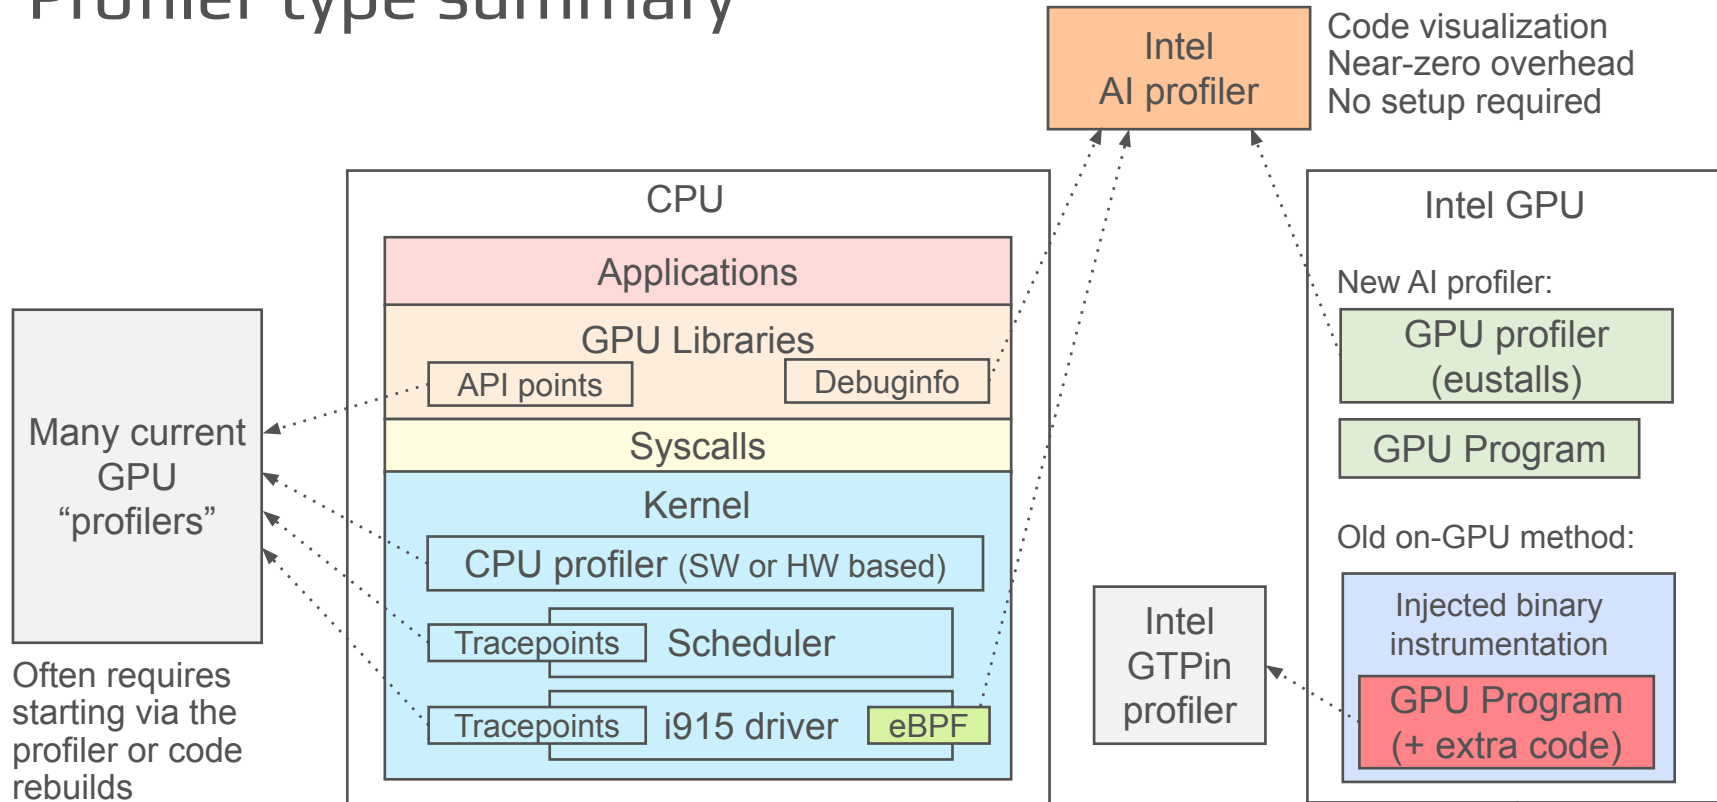 Profiler type summary
Intel
AI profiler
Code visualization
Near-zero overhead
No setup required
CPU
Applications
GPU Libraries
API points
Debuginfo
Syscalls
Kernel
CPU profiler (SW or HW based)
Tracepoints
Scheduler
Tracepoints
i915 driver
eBPF
Many current
GPU
“profilers”
Often requires
starting via the
profiler or code
rebuilds
Intel
GTPin
profiler
Intel GPU
New AI profiler:
GPU profiler
(eustalls)
GPU Program
Old on-GPU method:
Injected binary
instrumentation
GPU Program
(+ extra code)